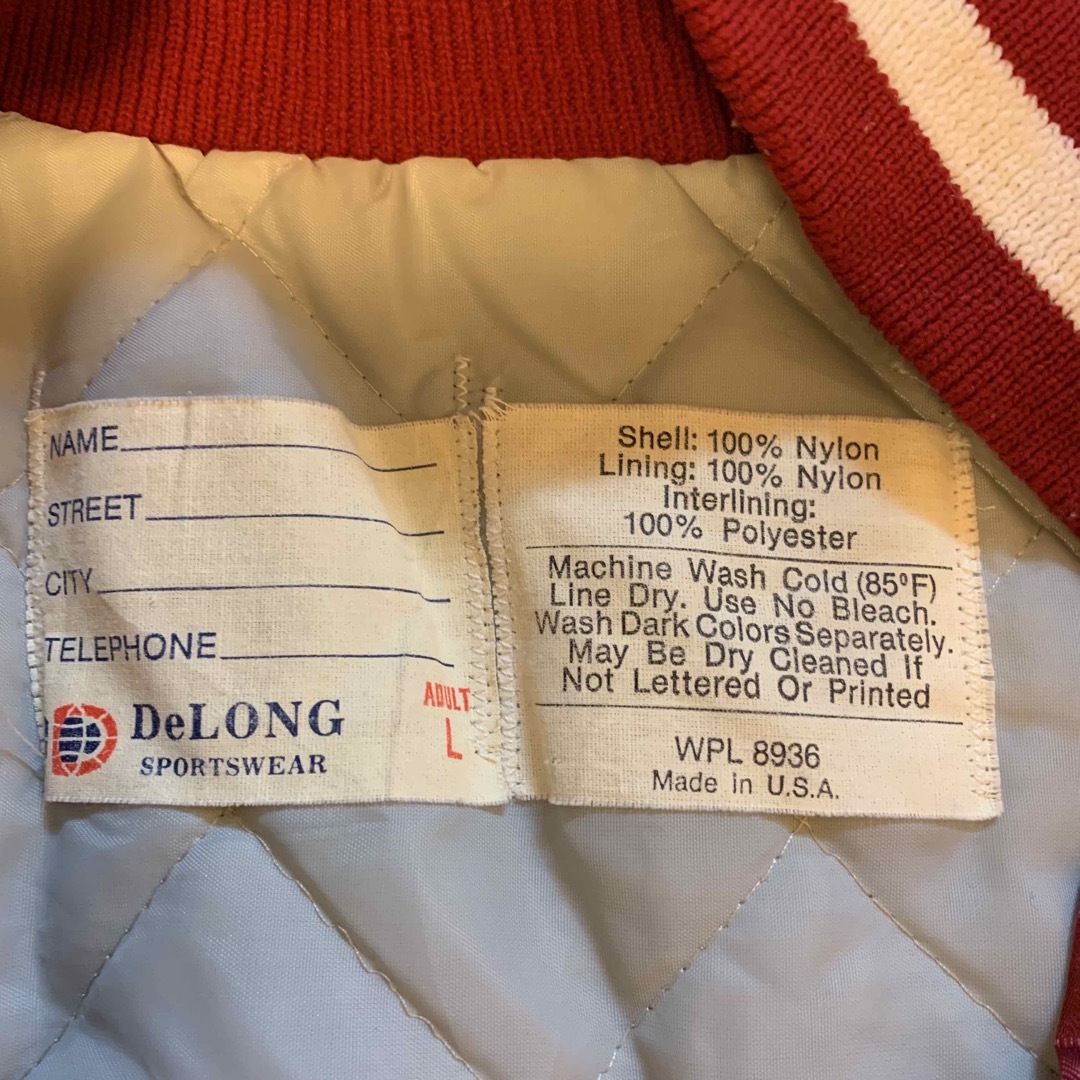 NAME
STREET
CITY
TELEPHONE
DeLONG
SPORTSWEAR
ADULT
L
Shell: 100% Nylon
Lining: 100% Nylon
Interlining:
100% Polyester
Machine Wash Cold (85ºF)
Line Dry. Use No Bleach.
Wash Dark Colors Separately.
May Be Dry Cleaned If
Not Lettered Or Printed
WPL 8936
Made in U.S.A.